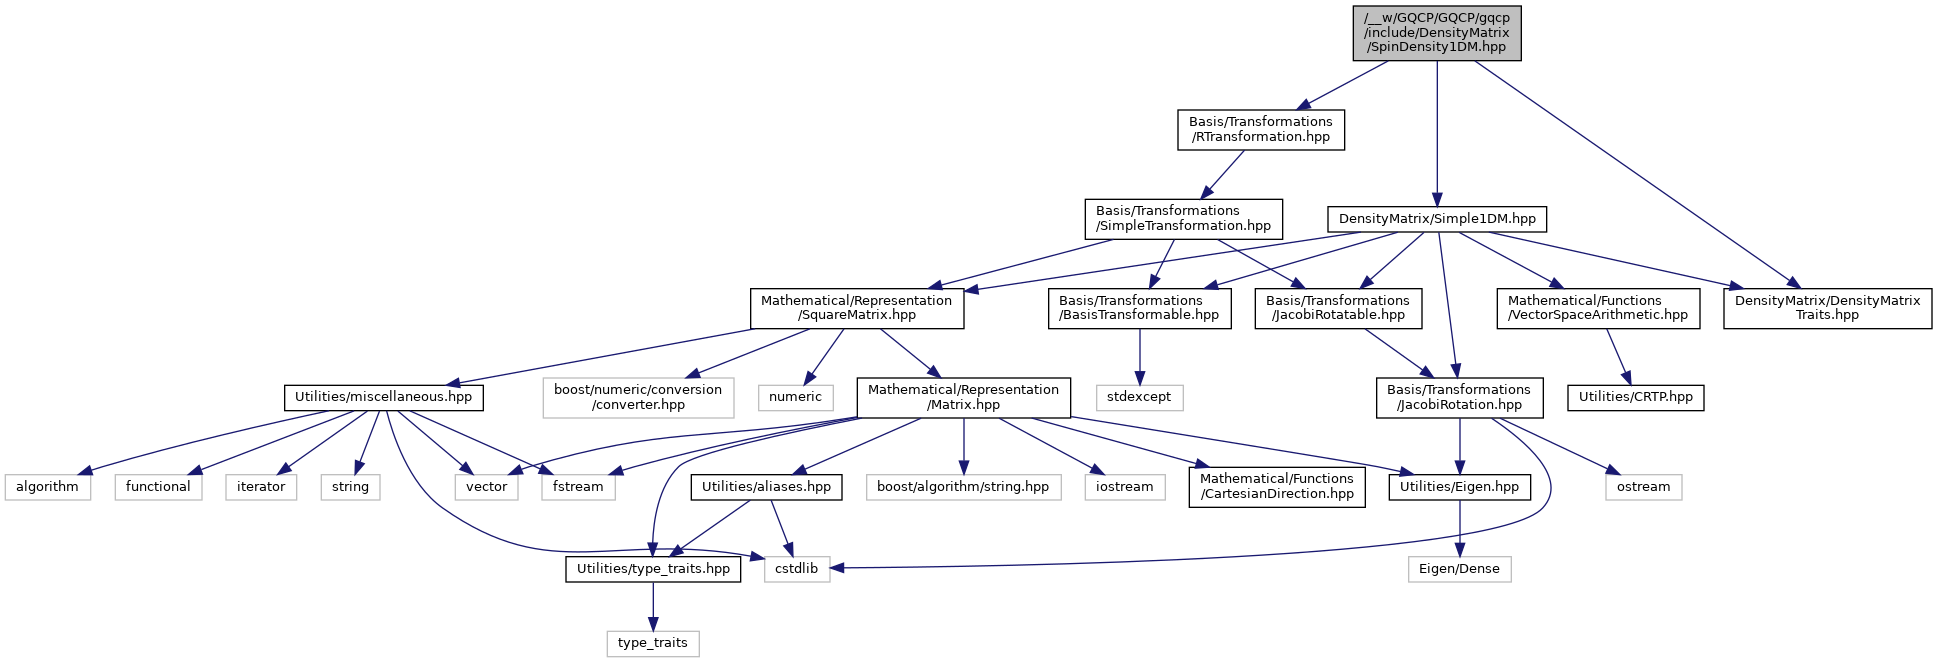 /__w/GQCP/GQCP/gqcp
/include/DensityMatrix
/SpinDensity1DM.hpp
Basis/Transformations
/RTransformation.hpp
Basis/Transformations
/SimpleTransformation.hpp
DensityMatrix/Simple1DM.hpp
Mathematical/Representation
/SquareMatrix.hpp
Basis/Transformations
/BasisTransformable.hpp
Basis/Transformations
/JacobiRotatable.hpp
Mathematical/Functions
/VectorSpaceArithmetic.hpp
DensityMatrix/DensityMatrix
Traits.hpp
Utilities/miscellaneous.hpp
boost/numeric/conversion
/converter.hpp
numeric
Mathematical/Representation
/Matrix.hpp
stdexcept
Basis/Transformations
/JacobiRotation.hpp
Utilities/CRTP.hpp
algorithm
functional
iterator
string
vector
fstream
Utilities/aliases.hpp
boost/algorithm/string.hpp
iostream
Mathematical/Functions
/CartesianDirection.hpp
Utilities/Eigen.hpp
ostream
Utilities/type_traits.hpp
cstdlib
Eigen/Dense
type_traits